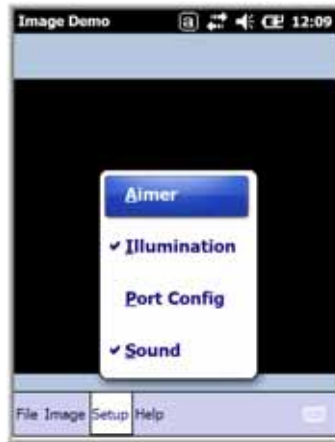 Image Demo 12:09
Aimer
Illumination
Port Config
Sound
File Image Setup Help